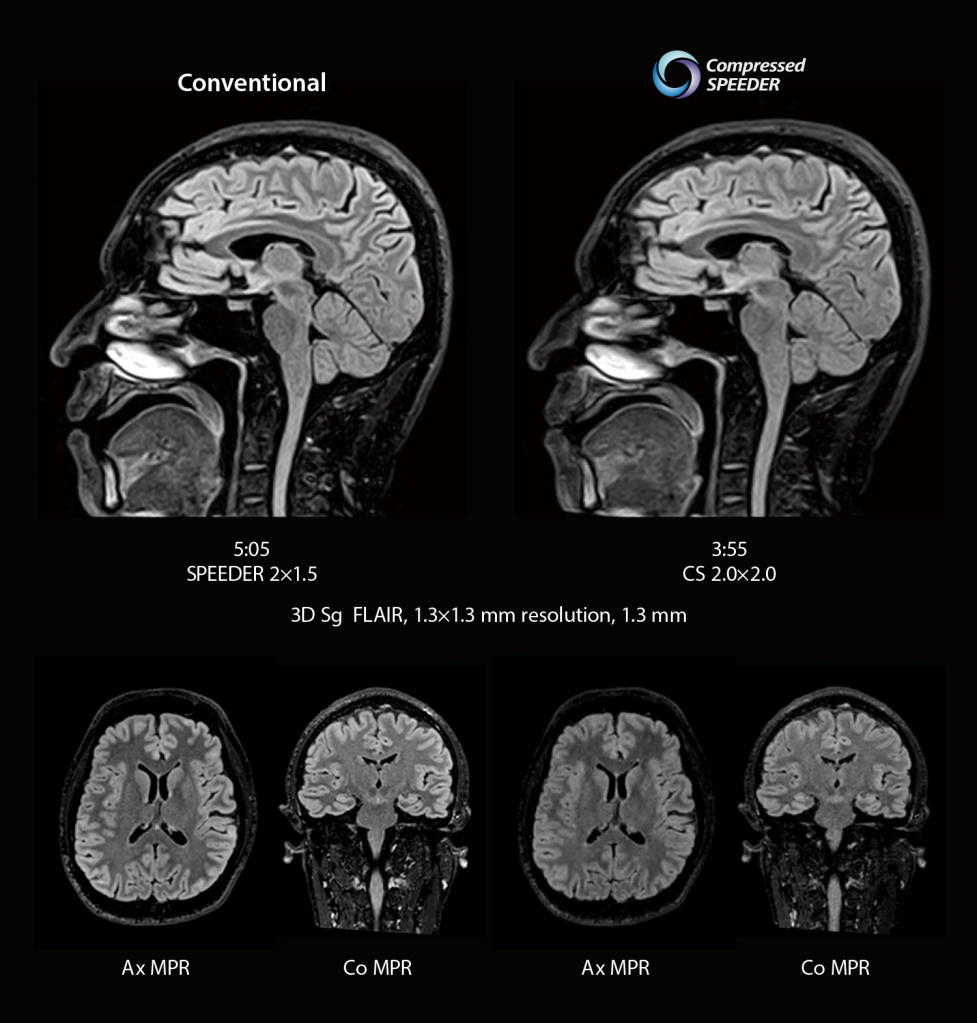 Conventional
Compressed
SPEEDER
5:05
SPEEDER 2×1.5
3:55
CS 2.0×2.0
3D Sg FLAIR, 1.3×1.3 mm resolution, 1.3 mm
Ax MPR
Co MPR
Ax MPR
Co MPR